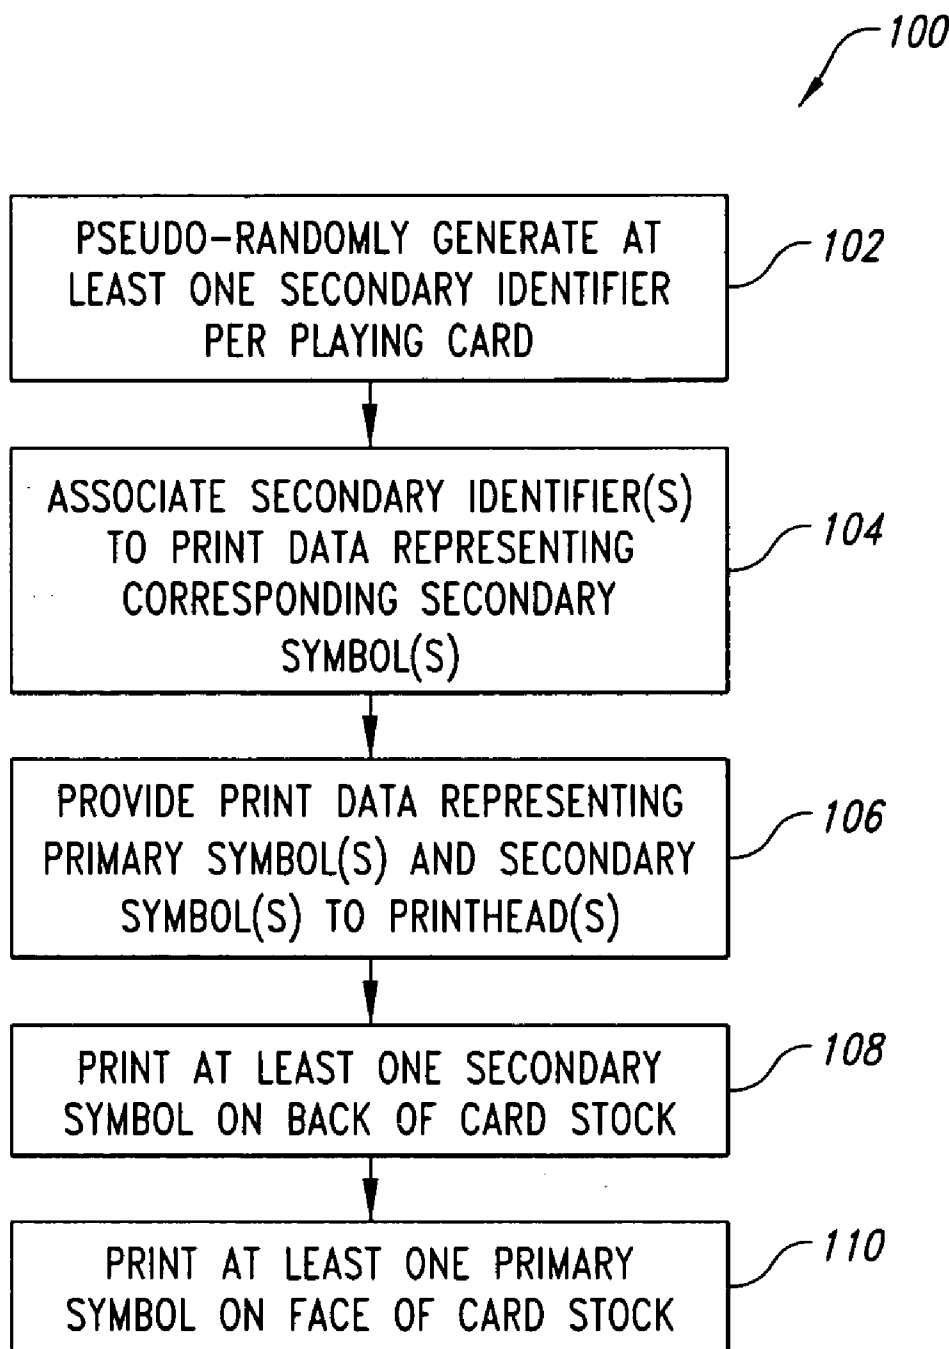 100
PSEUDO-RANDOMLY GENERATE AT
LEAST ONE SECONDARY IDENTIFIER
PER PLAYING CARD
102
ASSOCIATE SECONDARY IDENTIFIER(S)
TO PRINT DATA REPRESENTING
CORRESPONDING SECONDARY
SYMBOL(S)
104
PROVIDE PRINT DATA REPRESENTING
PRIMARY SYMBOL(S) AND SECONDARY
SYMBOL(S) TO PRINTHEAD(S)
106
PRINT AT LEAST ONE SECONDARY
SYMBOL ON BACK OF CARD STOCK
108
PRINT AT LEAST ONE PRIMARY
SYMBOL ON FACE OF CARD STOCK
110